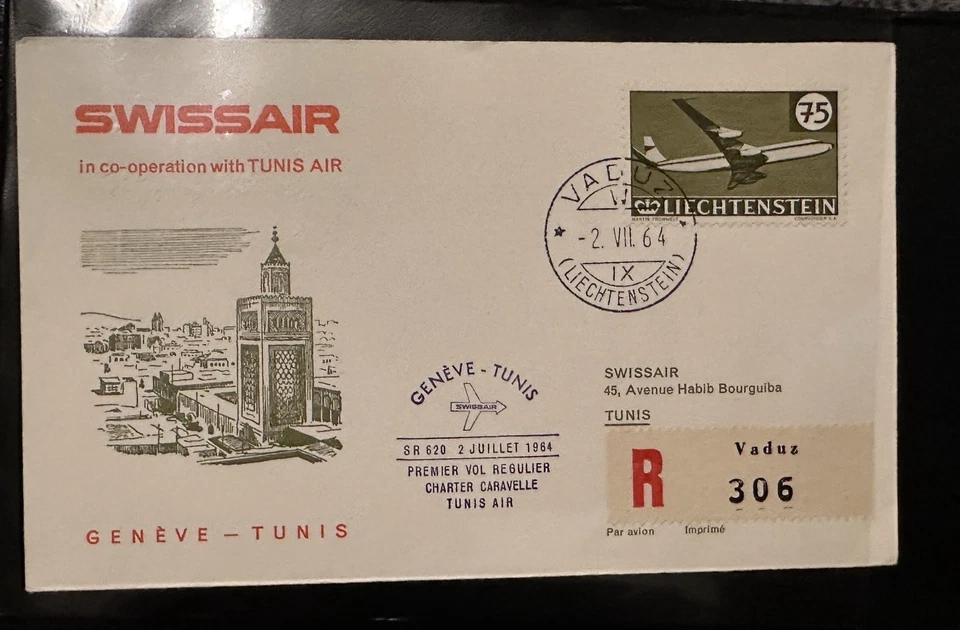 SWISSAIR
in co-operation with TUNIS AIR
75
LIECHTENSTEIN
VADUZ
-2. VII. 64
IX
(LIECHTENSTEIN)
GENÈVE - TUNIS
SWISSAIR
SR 620 2 JUILLET 1964
PREMIER VOL REGULIER
CHARTER CARAVELLE
TUNIS AIR
SWISSAIR
45, Avenue Habib Bourguiba
TUNIS
R
Vaduz
306
Par avion Imprimé
GENÈVE — TUNIS